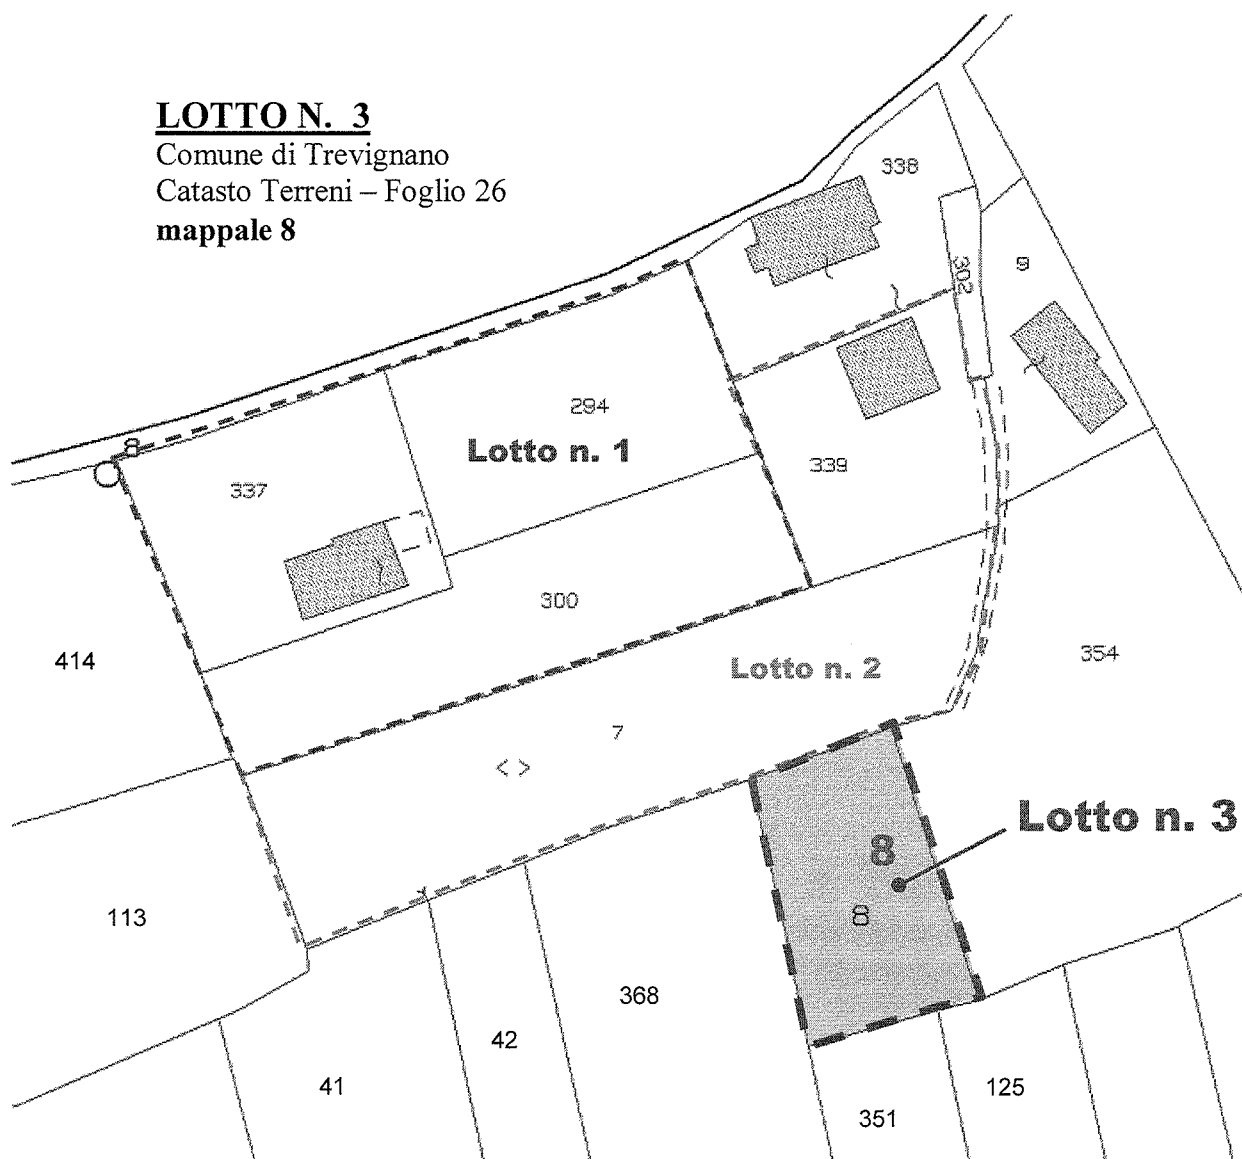 LOTTO N. 3
Comune di Trevignano
Catasto Terreni – Foglio 26
mappale 8
338
302
9
294
Lotto n. 1
8
337
339
300
414
Lotto n. 2
354
7
Lotto n. 3
8
8
113
368
42
41
125
351